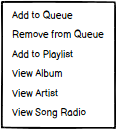 Add to Queue
Remove from Queue
Add to Playlist
View Album
View Artist
View Song Radio